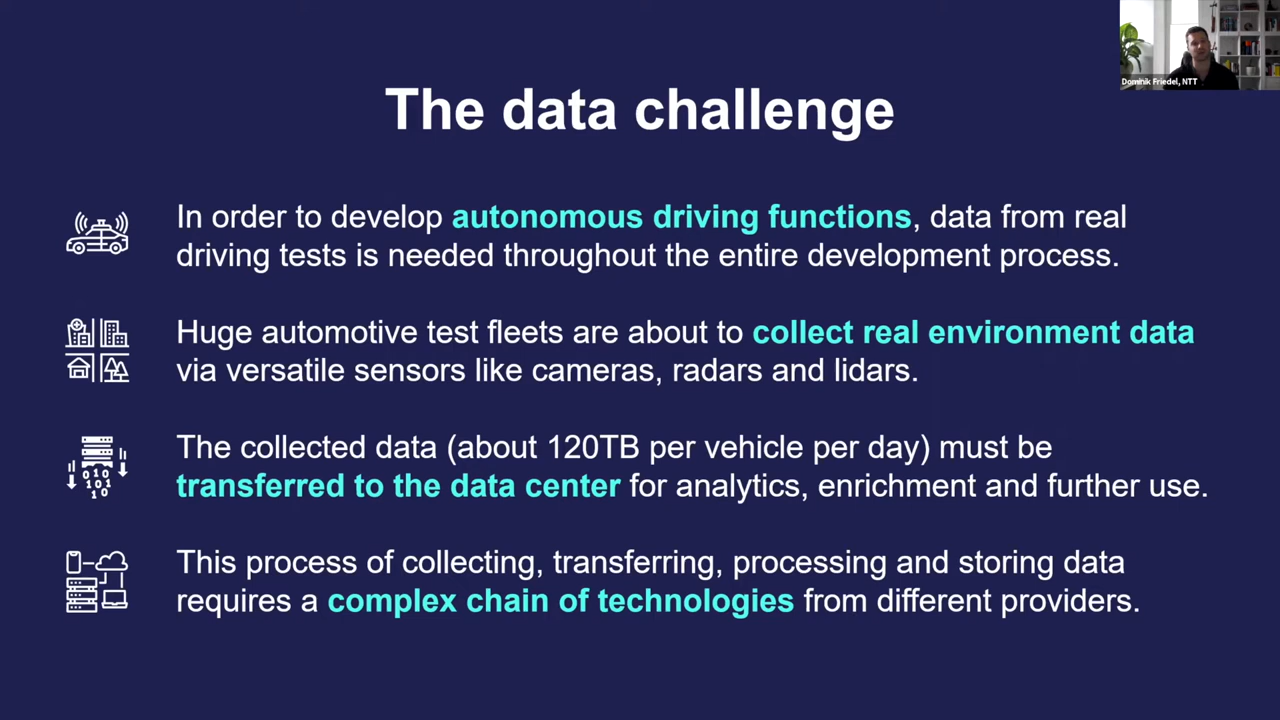 Dominik Friedel, NTT
The data challenge
In order to develop autonomous driving functions, data from real
driving tests is needed throughout the entire development process.
Huge automotive test fleets are about to collect real environment data
via versatile sensors like cameras, radars and lidars.
The collected data (about 120TB per vehicle per day) must be
transferred to the data center for analytics, enrichment and further use.
010
101
10
This process of collecting, transferring, processing and storing data
requires a complex chain of technologies from different providers.